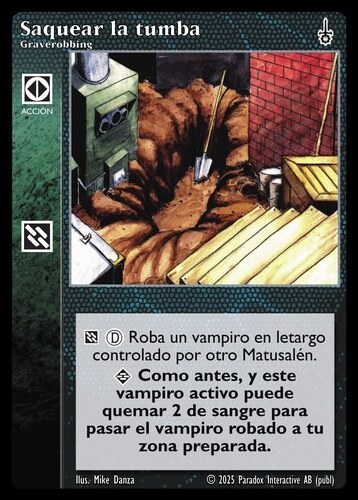 Saquear la tumba
Graverobbing
ACCIÓN
D Roba un vampiro en letargo
controlado por otro Matusalén.
Como antes, y este
vampiro activo puede
quemar 2 de sangre para
pasar el vampiro robado a tu
zona preparada.
Ilus. Mike Danza © 2025 Paradox Interactive AB (publ)